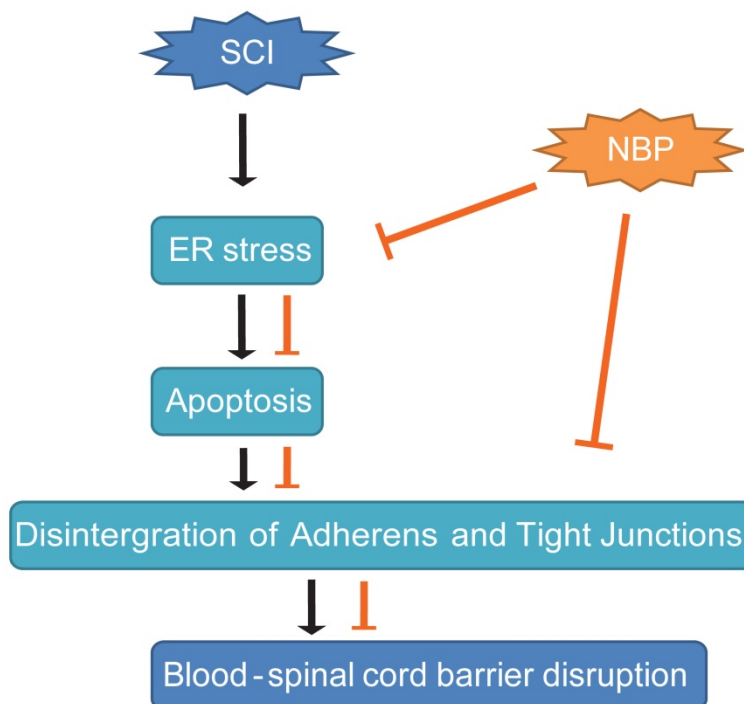 SCI
NBP
ER stress
Apoptosis
Disintergration of Adherens and Tight Junctions
Blood-spinal cord barrier disruption